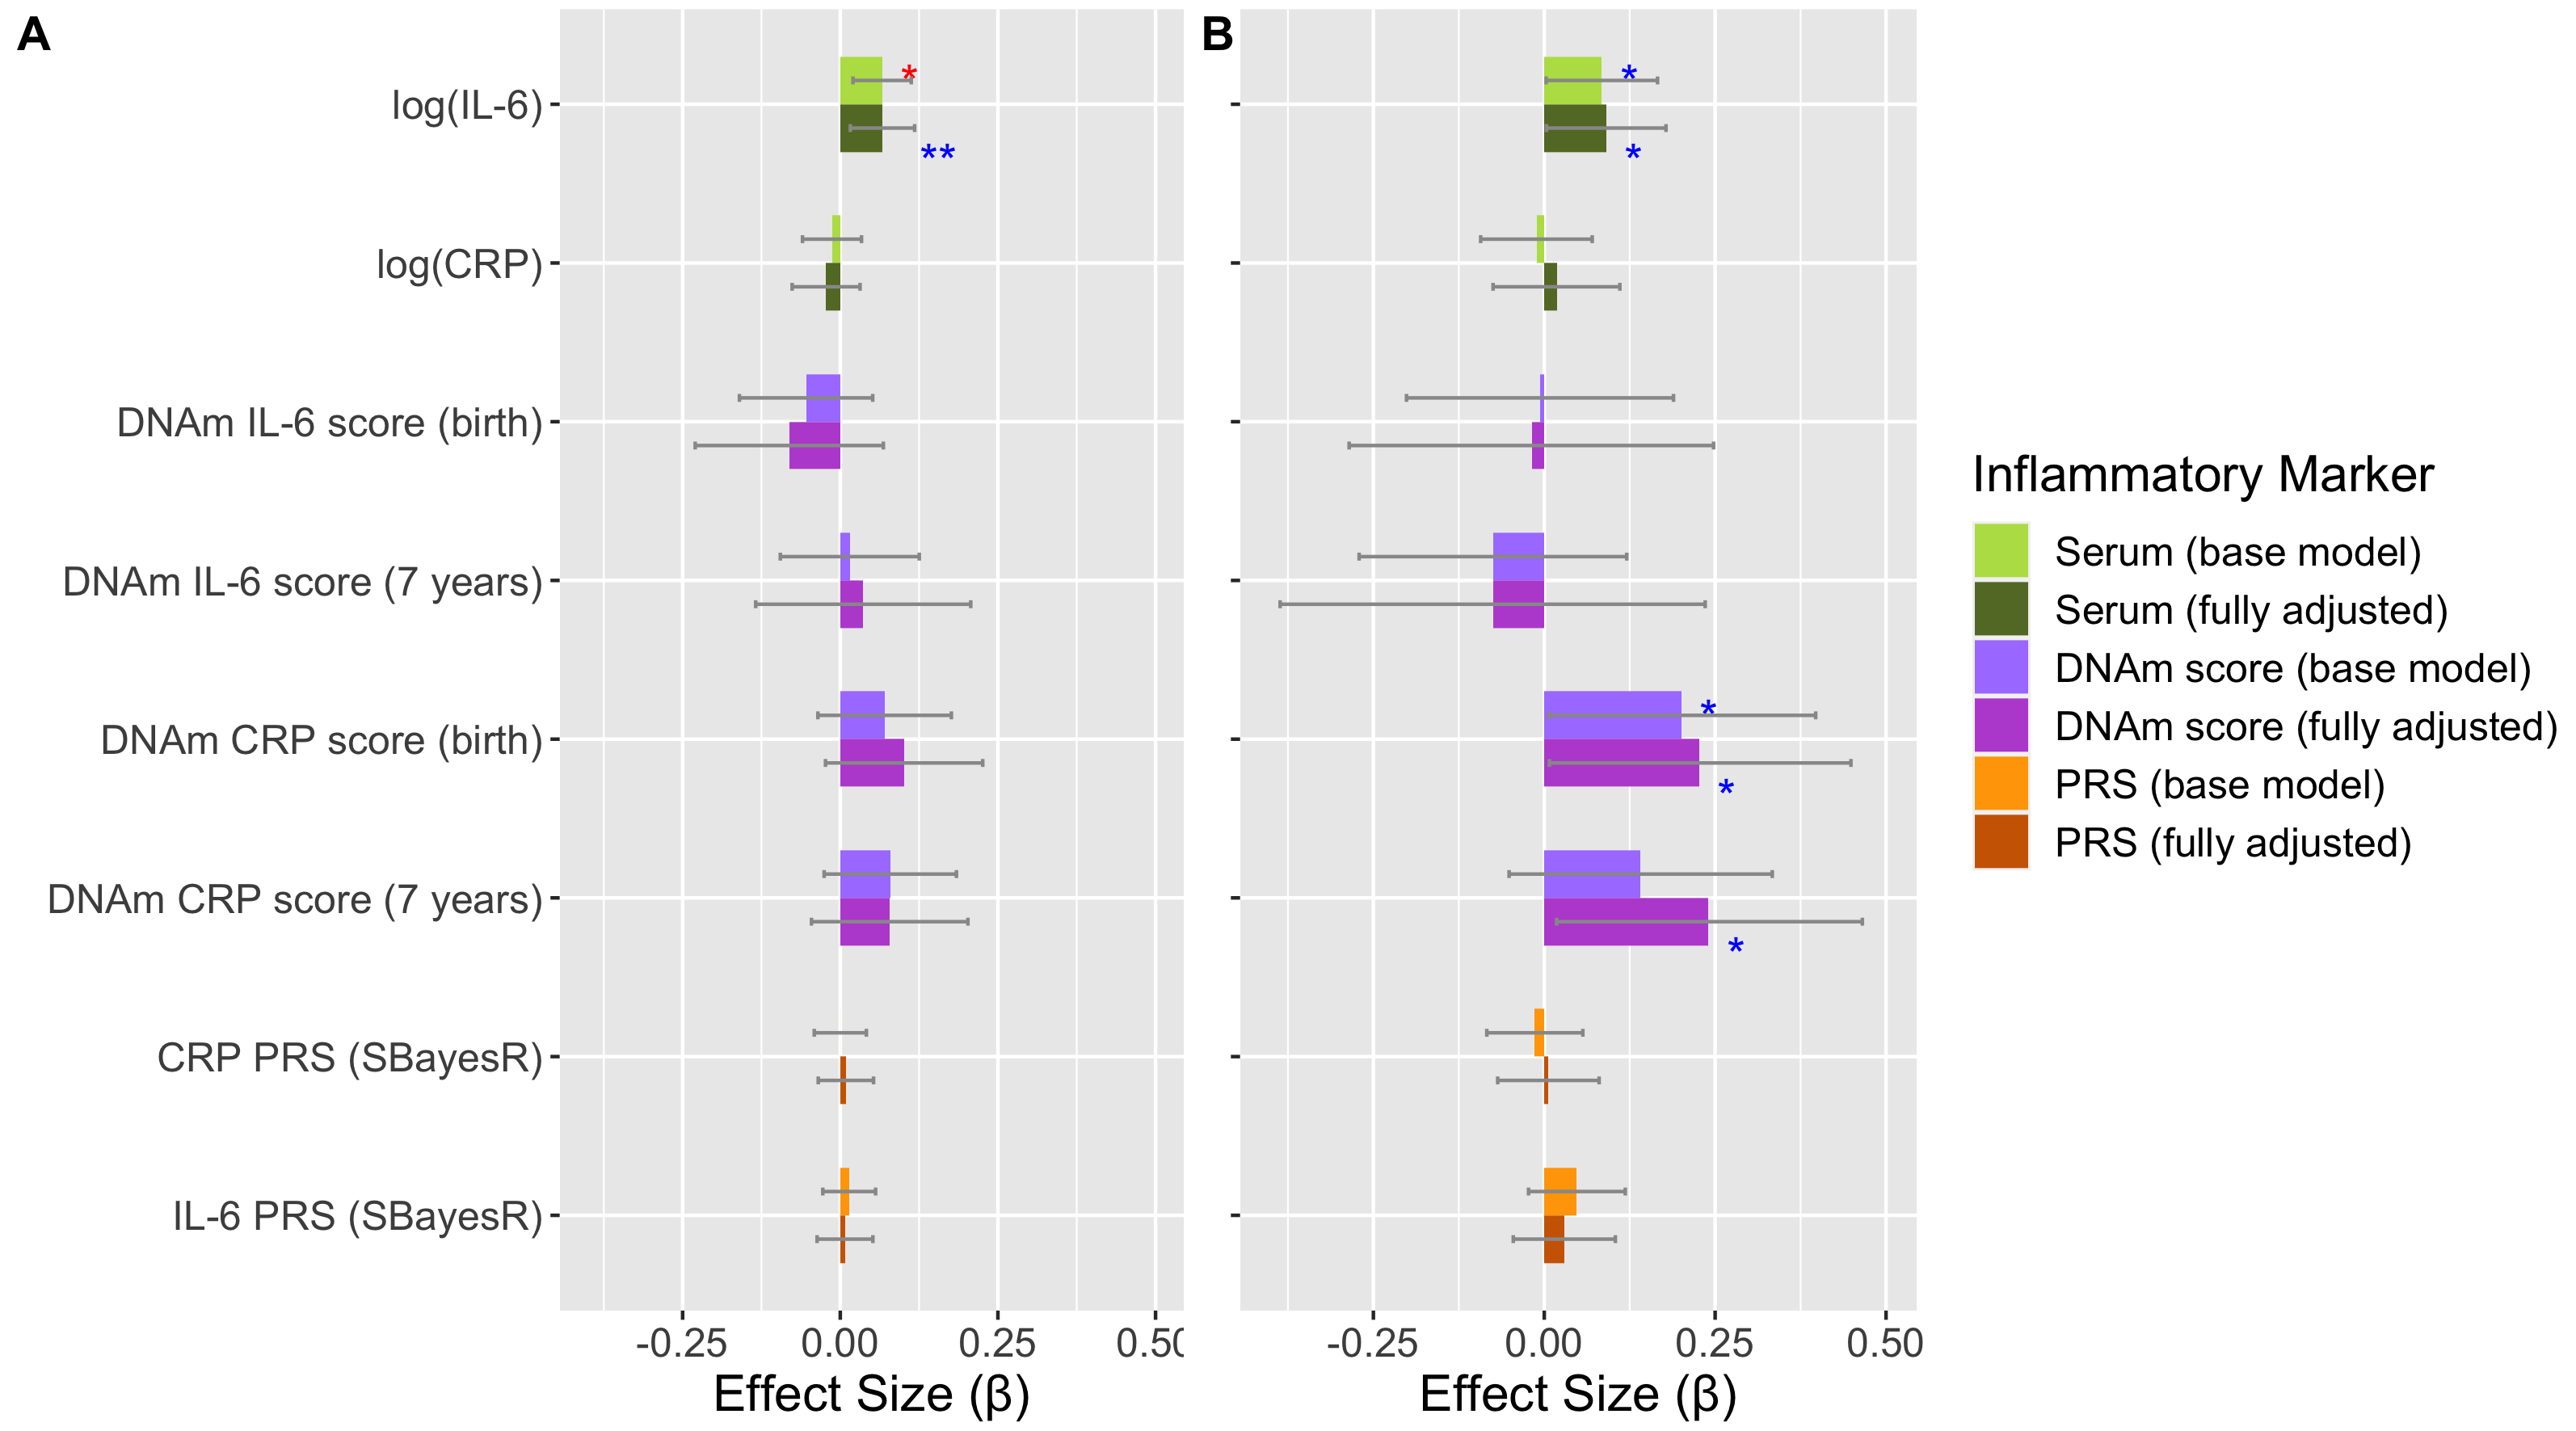 A
B
log(IL-6)
*
**
*
*
log(CRP)
DNAm IL-6 score (birth)
DNAm IL-6 score (7 years)
DNAm CRP score (birth)
*
*
DNAm CRP score (7 years)
*
CRP PRS (SBayesR)
IL-6 PRS (SBayesR)
-0.25 0.00 0.25 0.50
Effect Size (β)
-0.25 0.00 0.25 0.50
Effect Size (β)
Inflammatory Marker
Serum (base model)
Serum (fully adjusted)
DNAm score (base model)
DNAm score (fully adjusted)
PRS (base model)
PRS (fully adjusted)